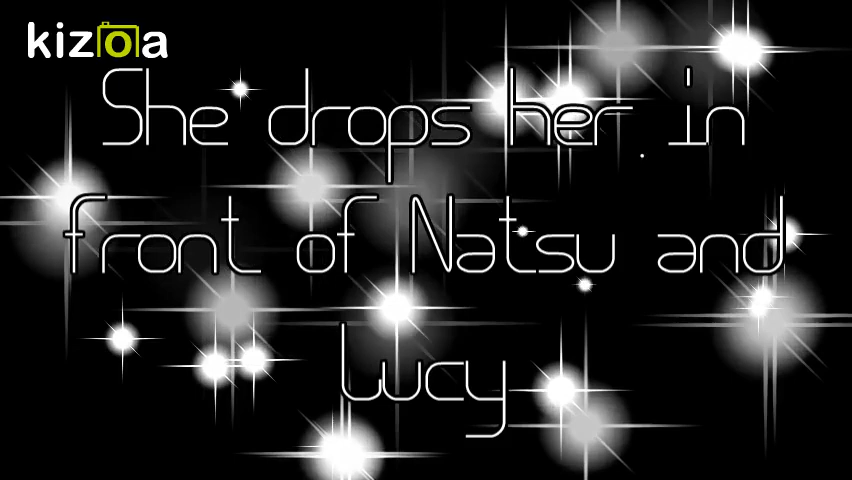 kizoa
She drops her in
front of Natsu and
Lucy